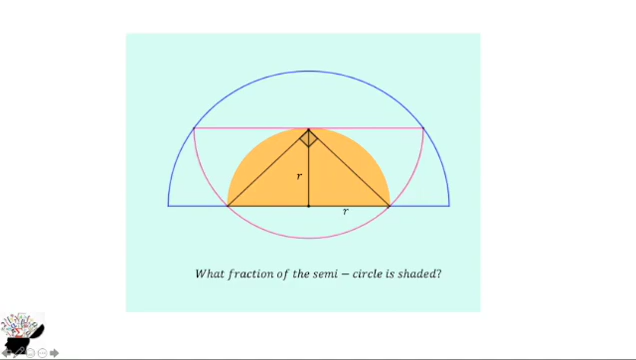 r
r
What fraction of the semi − circle is shaded?